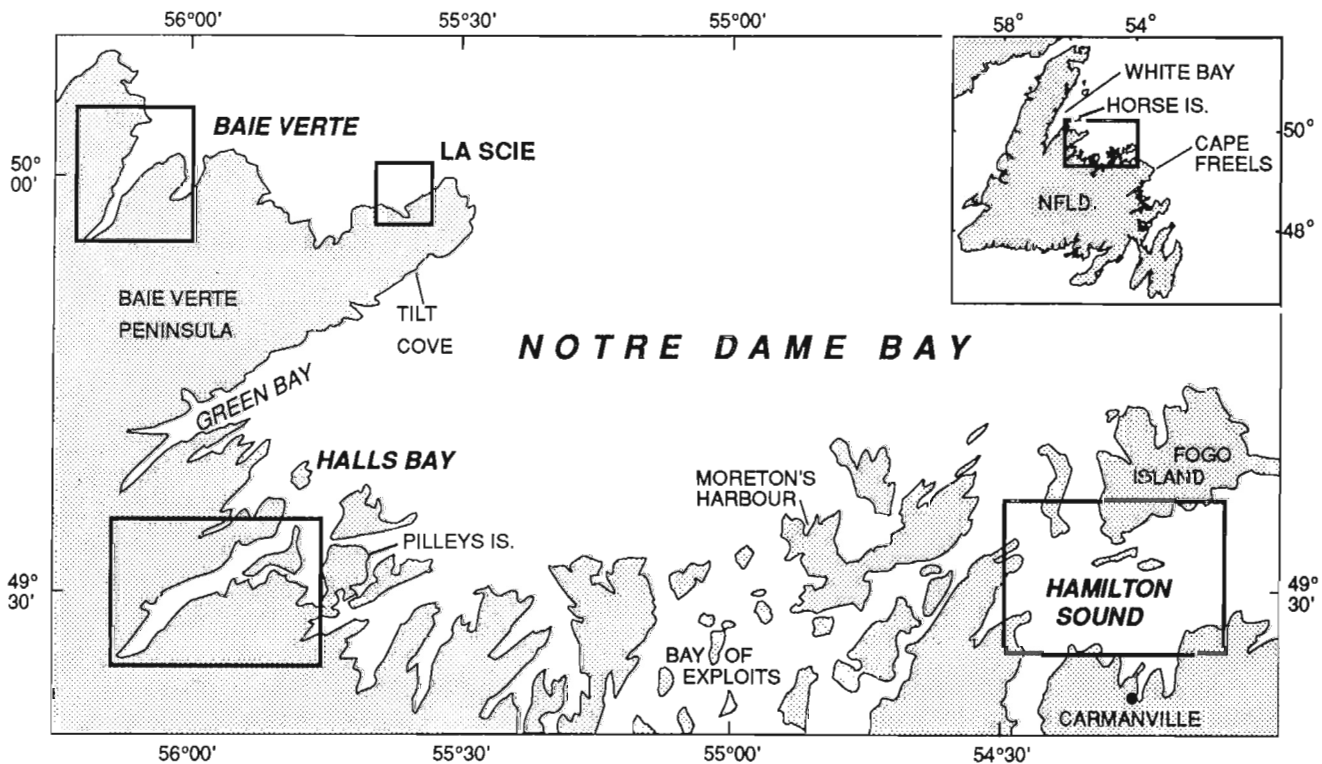 56°00'
55°30'
55°00'
58°
54°
WHITE BAY
HORSE IS.
50°
CAPE
FREELS
NFLD.
48°
BAIE VERTE
LA SCIE
50°
00'
BAIE VERTE
PENINSULA
TILT
COVE
NOTRE DAME BAY
GREEN BAY
HALLS BAY
MORETON'S
HARBOUR
FOGO
ISLAND
PILLEYS IS.
49°
30'
HAMILTON
SOUND
49°
30'
BAY OF
EXPLOITS
CARMANVILLE
56°00'
55°30'
55°00'
54°30'